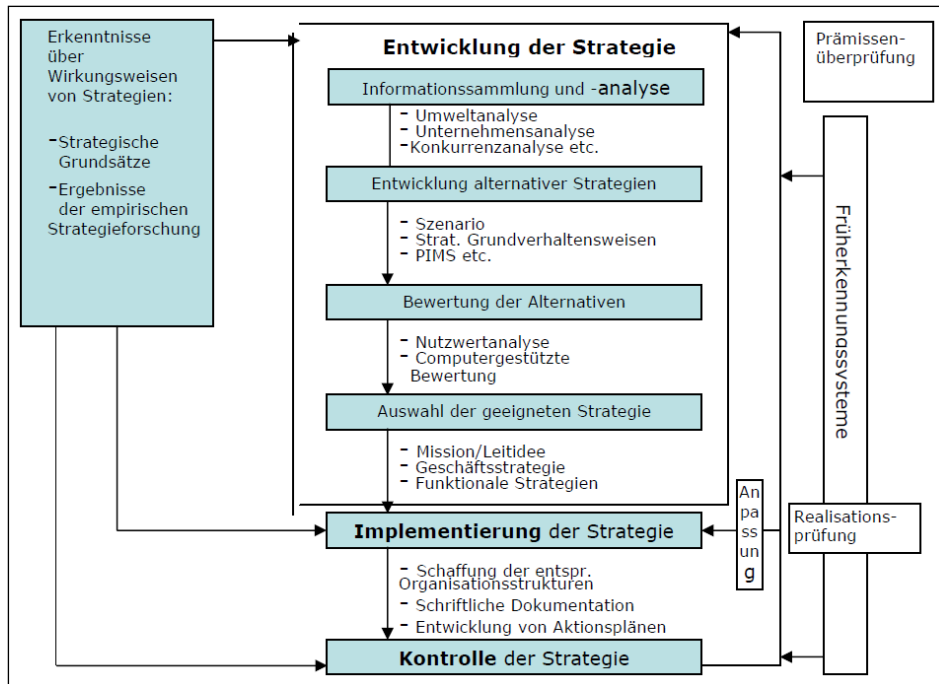 Erkenntnisse
über
Wirkungsweisen
von Strategien:
-Strategische
Grundsätze
-Ergebnisse
der empirischen
Strategieforschung
Entwicklung der Strategie
Informationssammlung und -analyse
- Umweltanalyse
- Unternehmensanalyse
-Konkurrenzanalyse etc.
Entwicklung alternativer Strategien
- Szenario
- Strat. Grundverhaltensweisen
- PIMS etc.
Bewertung der Alternativen
- Nutzwertanalyse
- Computergestützte
Bewertung
Auswahl der geeigneten Strategie
- Mission/Leitidee
- Geschäftsstrategie
- Funktionale Strategien
Implementierung der Strategie
- Schaffung der entspr.
Organisationsstrukturen
- Schriftliche Dokumentation
- Entwicklung von Aktionsplänen
Kontrolle der Strategie
An
pa
ss
un
g
Prämissen-
überprüfung
Früherkennungssysteme
Realisations-
prüfung